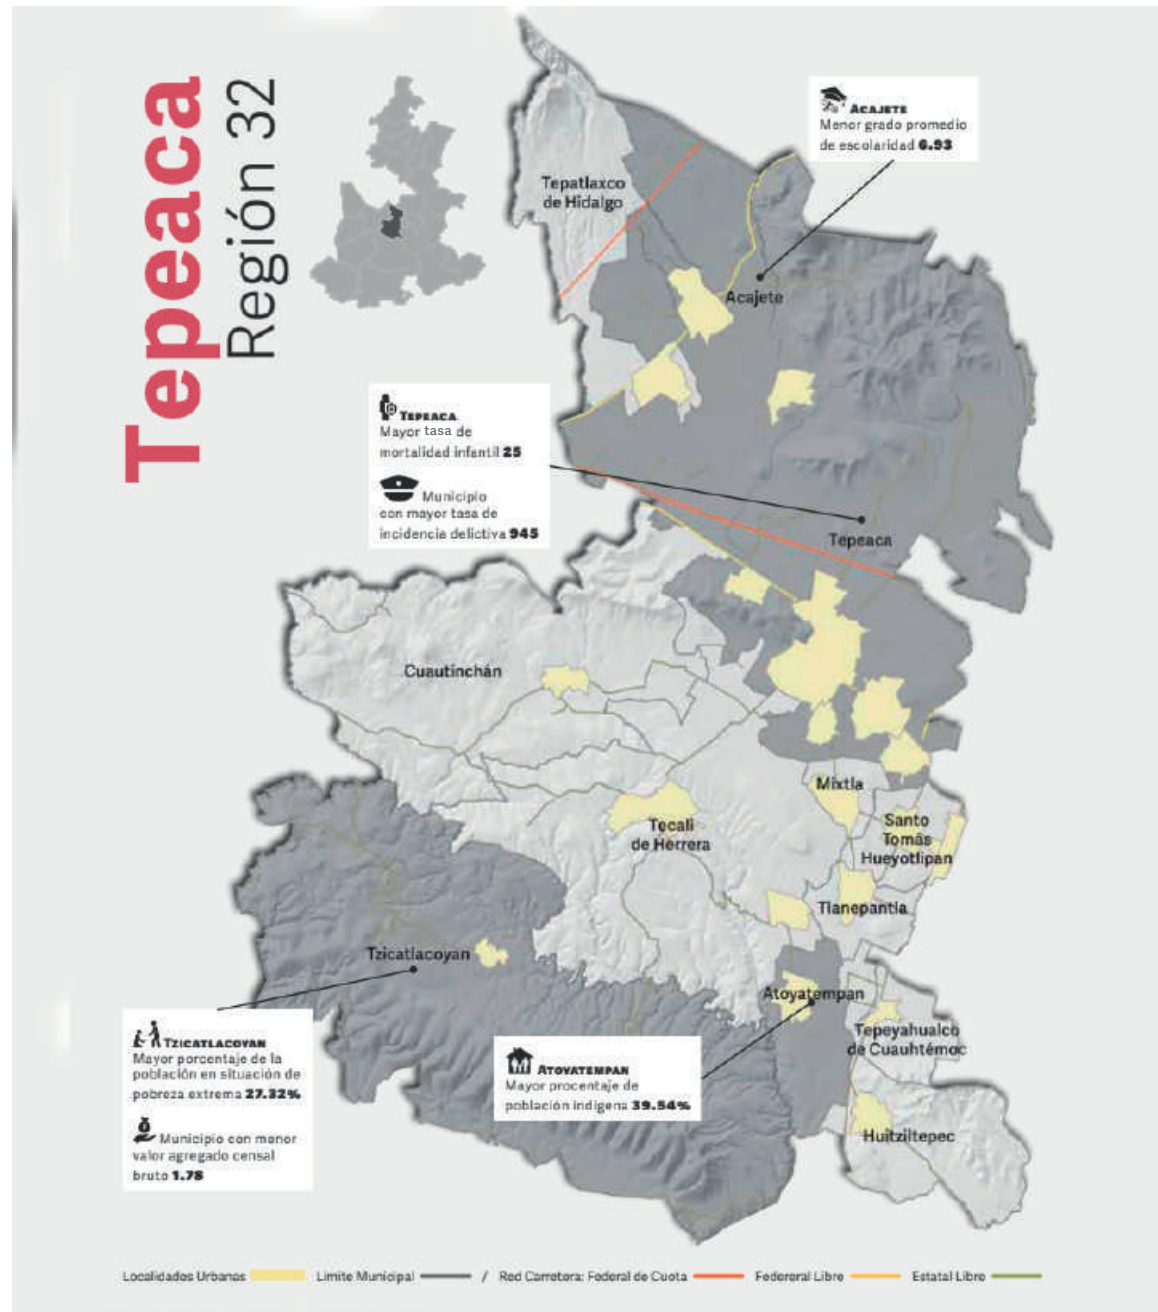 Tepeaca
Región 32
ACAJETE
Menor grado promedio
de escolaridad 6.93
Tepatlaxco
de Hidalgo
Acajete
TEPEACA
Mayor tasa de
mortalidad infantil 25
Municipio
con mayor tasa de
incidencia delictiva 945
Tepeaca
Cuautinchán
Mixtla
Tecali
de Herrera
Santo
Tomás
Hueyotlipan
Tlanepantla
Tzicatlacoyan
Atoyatempan
Tepeyahualco
de Cuauhtémoc
Huitziltepec
TZICATLACOYAN
Mayor porcentaje de la
población en situación de
pobreza extrema 27.32%
Municipio con menor
valor agregado censal
bruto 1.78
ATOYATEMPAN
Mayor procentaje de
población indígena 39.54%
Localidades Urbanas Limite Municipal / Red Carretera: Federal de Cuota Federeral Libre Estatal Libre